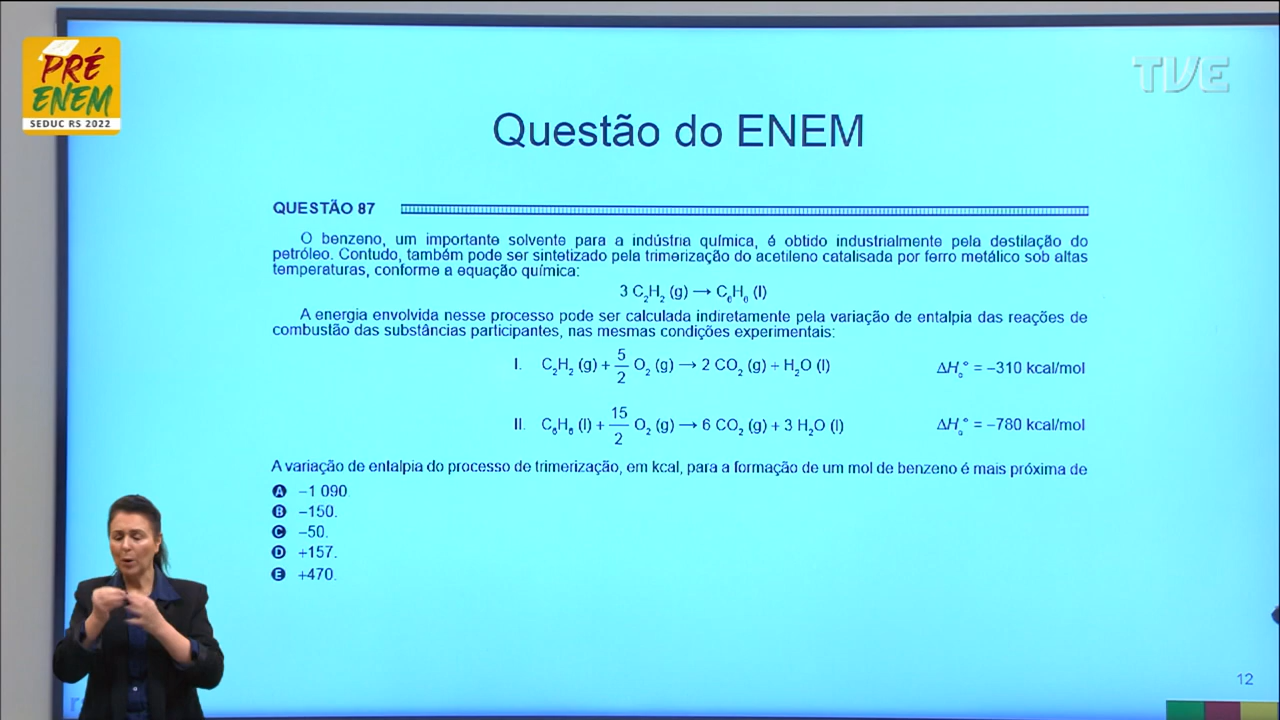 PRÉ
ENEM
SEDUC RS 2022
TVE
Questão do ENEM
QUESTÃO 87
O benzeno, um importante solvente para a indústria química, é obtido industrialmente pela destilação do
petróleo. Contudo, também pode ser sintetizado pela trimerização do acetileno catalisada por ferro metálico sob altas
temperaturas, conforme a equação química:
3 C₂H₂ (g) → C₆H₆ (l)
A energia envolvida nesse processo pode ser calculada indiretamente pela variação de entalpia das reações de
combustão das substâncias participantes, nas mesmas condições experimentais:
I. C₂H₂ (g) + 5/2 O₂ (g) → 2 CO₂ (g) + H₂O (l) ΔH꜀° = −310 kcal/mol
II. C₆H₆ (l) + 15/2 O₂ (g) → 6 CO₂ (g) + 3 H₂O (l) ΔH꜀° = −780 kcal/mol
A variação de entalpia do processo de trimerização, em kcal, para a formação de um mol de benzeno é mais próxima de
A −1 090
B −150.
C −50.
D +157.
E +470.
12